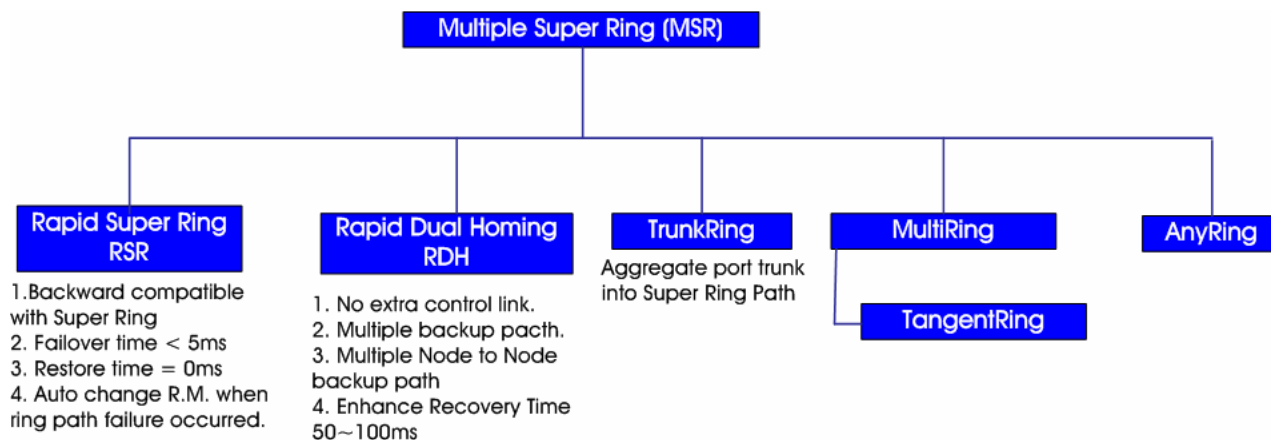 Multiple Super Ring (MSR)
Rapid Super Ring
RSR
1.Backward compatible
with Super Ring
2. Failover time < 5ms
3. Restore time = 0ms
4. Auto change R.M. when
ring path failure occurred.
Rapid Dual Homing
RDH
1. No extra control link.
2. Multiple backup pacth.
3. Multiple Node to Node
backup path
4. Enhance Recovery Time
50~100ms
TrunkRing
Aggregate port trunk
into Super Ring Path
MultiRing
TangentRing
AnyRing